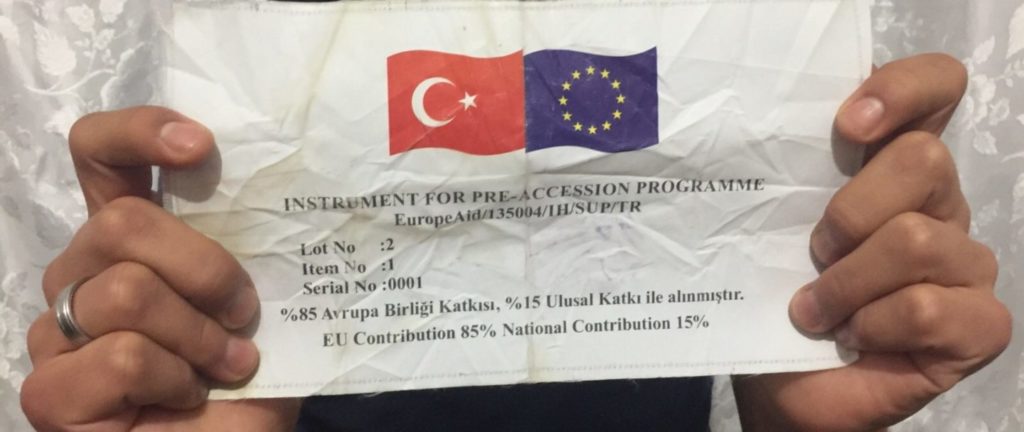 INSTRUMENT FOR PRE-ACCESSION PROGRAMME
EuropeAid/135004/IH/SUP/TR
Lot No :2
Item No :1
Serial No :0001
%85 Avrupa Birliği Katkısı, %15 Ulusal Katkı ile alınmıştır.
EU Contribution 85% National Contribution 15%